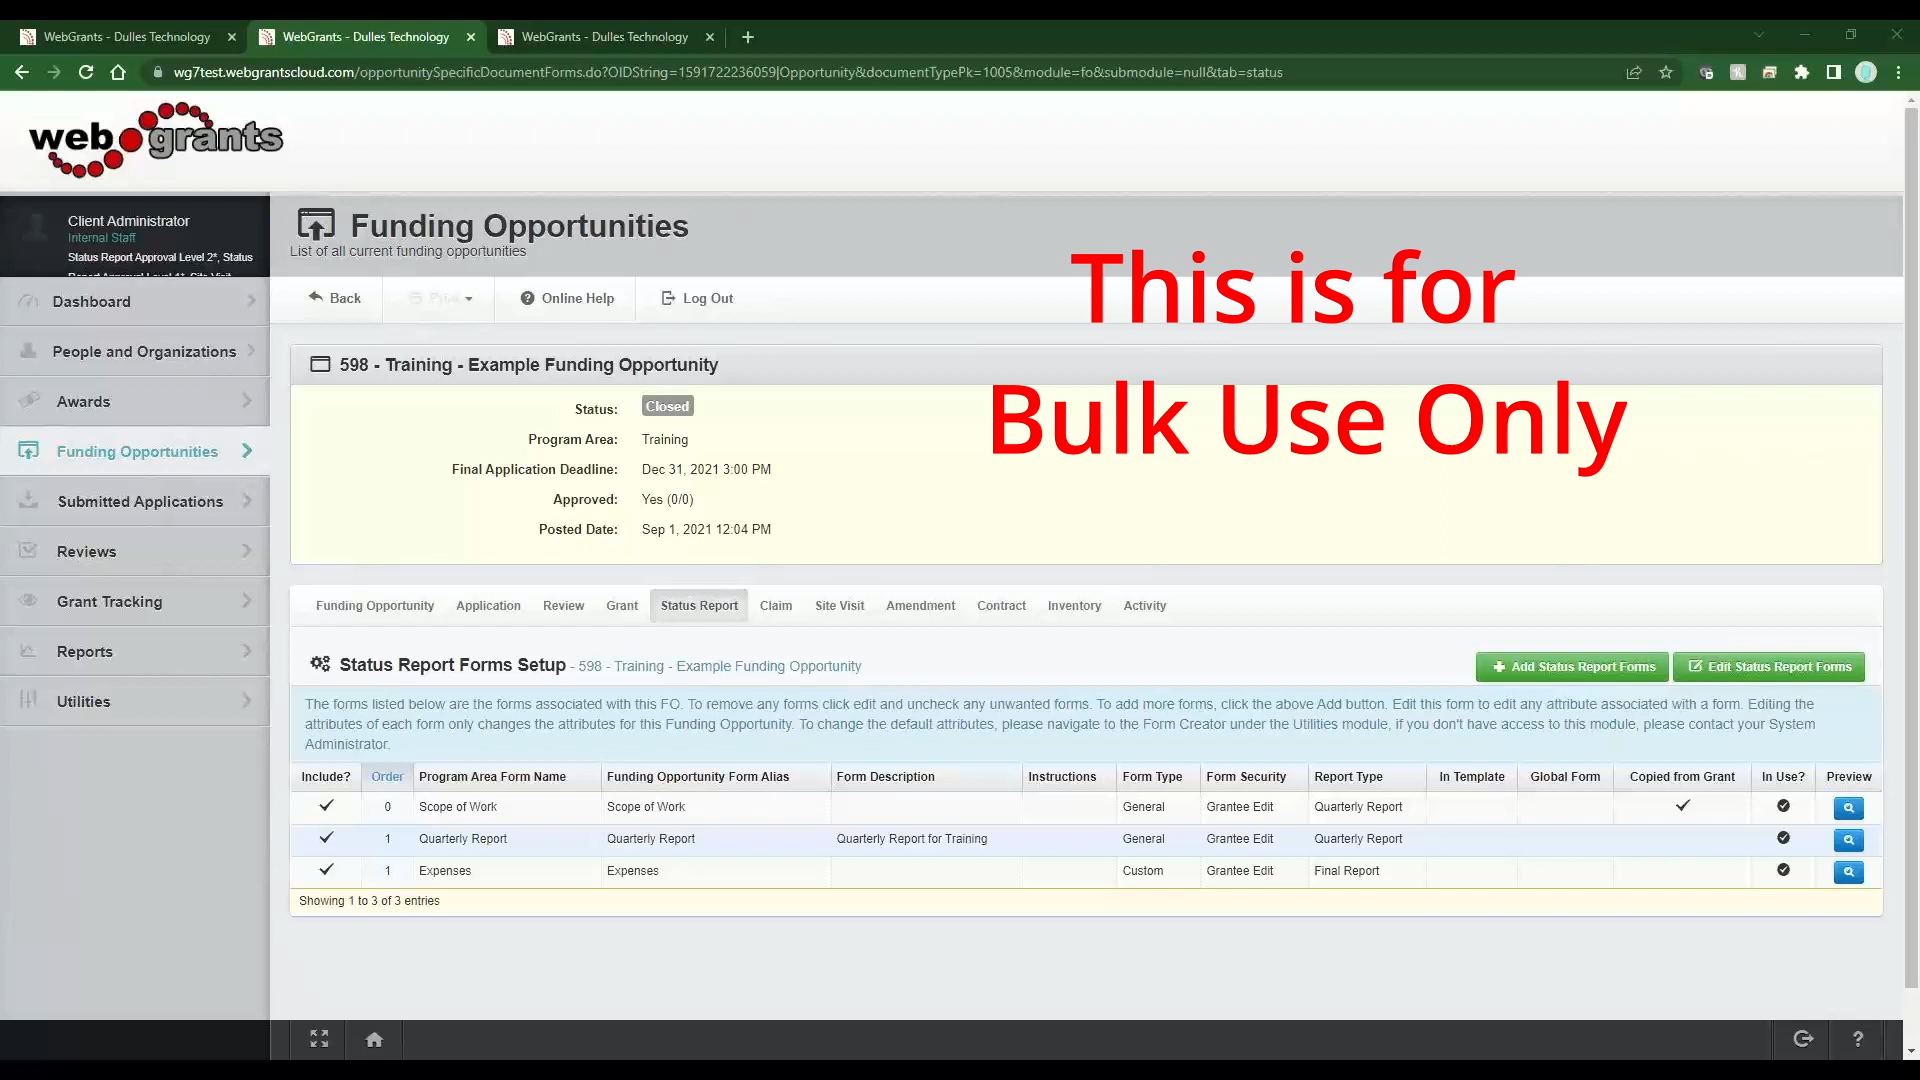 WebGrants - Dulles Technology
WebGrants - Dulles Technology
WebGrants - Dulles Technology
wg7test.webgrantscloud.com/opportunitySpecificDocumentForms.do?OIDString=1591722236059|Opportunity&documentTypePk=1005&module=fo&submodule=null&tab=status
web grants
Client Administrator
Internal Staff
Status Report Approval Level 2*, Status
Report Approval Level 1*, Site Visit
Dashboard
People and Organizations
Awards
Funding Opportunities
Submitted Applications
Reviews
Grant Tracking
Reports
Utilities
Funding Opportunities
List of all current funding opportunities
Back Print Online Help Log Out
This is for
Bulk Use Only
598 - Training - Example Funding Opportunity
Status: Closed
Program Area: Training
Final Application Deadline: Dec 31, 2021 3:00 PM
Approved: Yes (0/0)
Posted Date: Sep 1, 2021 12:04 PM
Funding Opportunity Application Review Grant Status Report Claim Site Visit Amendment Contract Inventory Activity
Status Report Forms Setup - 598 - Training - Example Funding Opportunity
Add Status Report Forms Edit Status Report Forms
The forms listed below are the forms associated with this FO. To remove any forms click edit and uncheck any unwanted forms. To add more forms, click the above Add button. Edit this form to edit any attribute associated with a form. Editing the
attributes of each form only changes the attributes for this Funding Opportunity. To change the default attributes, please navigate to the Form Creator under the Utilities module, if you don't have access to this module, please contact your System
Administrator.
Include? Order Program Area Form Name Funding Opportunity Form Alias Form Description Instructions Form Type Form Security Report Type In Template Global Form Copied from Grant In Use? Preview
0 Scope of Work Scope of Work General Grantee Edit Quarterly Report
1 Quarterly Report Quarterly Report Quarterly Report for Training General Grantee Edit Quarterly Report
1 Expenses Expenses Custom Grantee Edit Final Report
Showing 1 to 3 of 3 entries